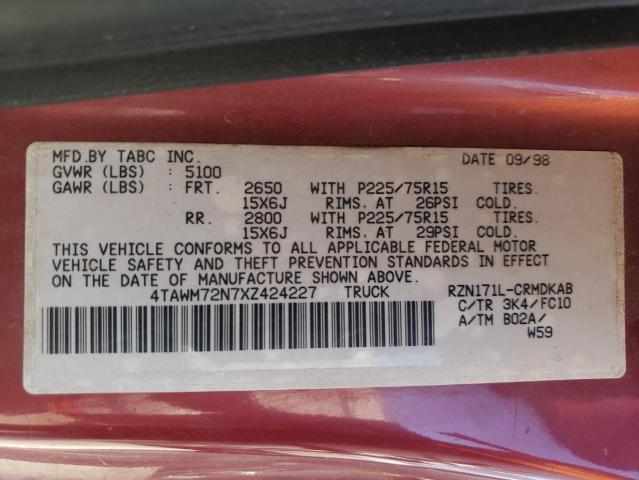 MFD.BY TABC INC. DATE 09/98
GVWR (LBS) 5100
GAWR (LBS) FRT. 2650 WITH P225/75R15 TIRES.
15X6J RIMS. AT 26PSI COLD.
RR. 2800 WITH P225/75R15 TIRES.
15X6J RIMS. AT 29PSI COLD.
THIS VEHICLE CONFORMS TO ALL APPLICABLE FEDERAL MOTOR
VEHICLE SAFETY AND THEFT PREVENTION STANDARDS IN EFFECT
ON THE DATE OF MANUFACTURE SHOWN ABOVE.
4TAWM72N7XZ424227 TRUCK RZN171L-CRMDKAB
C/TR 3K4/FC10
A/TM B02A/
W59